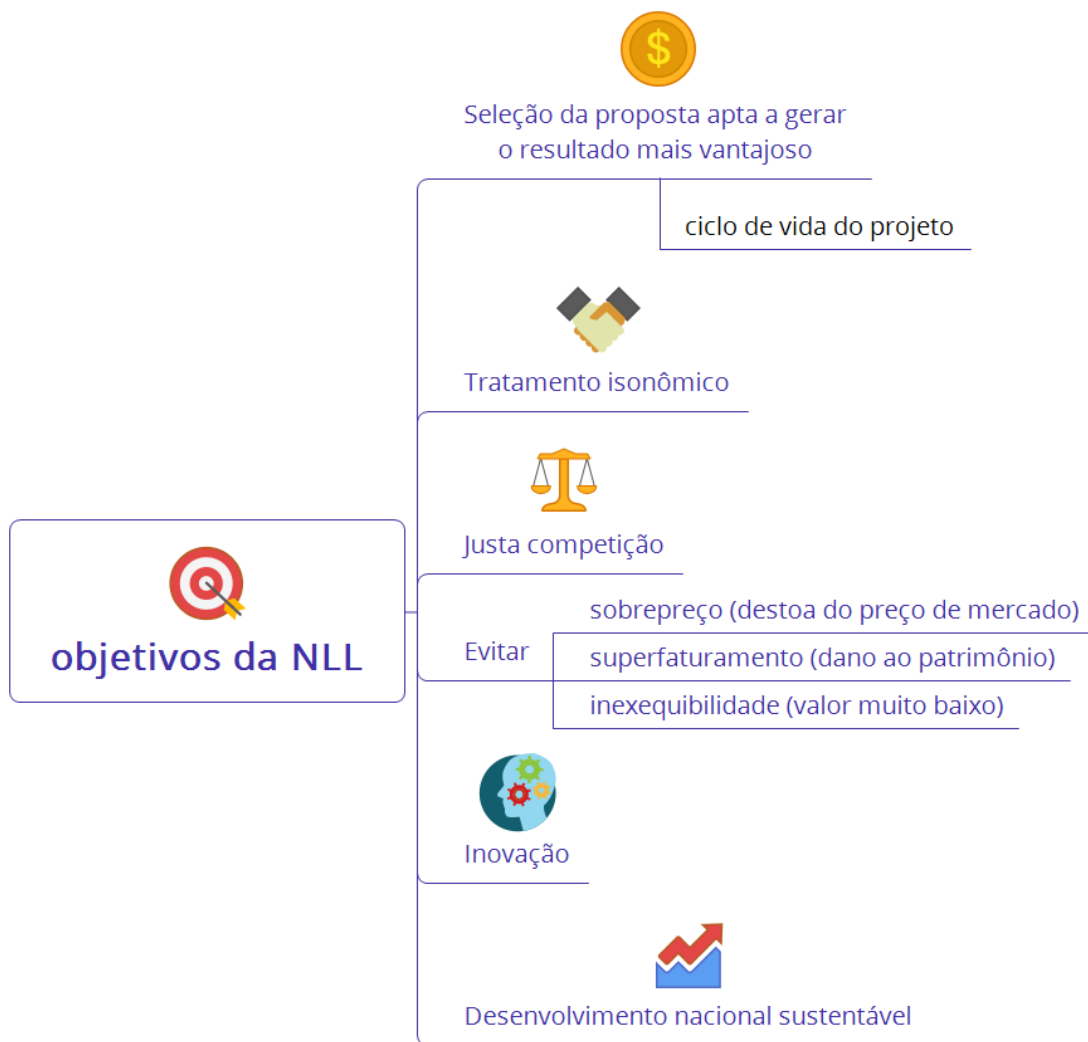 $
Seleção da proposta apta a gerar
o resultado mais vantajoso
ciclo de vida do projeto
Tratamento isonômico
Justa competição
objetivos da NLL
Evitar
sobrepreço (destoa do preço de mercado)
superfaturamento (dano ao patrimônio)
inexequibilidade (valor muito baixo)
Inovação
Desenvolvimento nacional sustentável